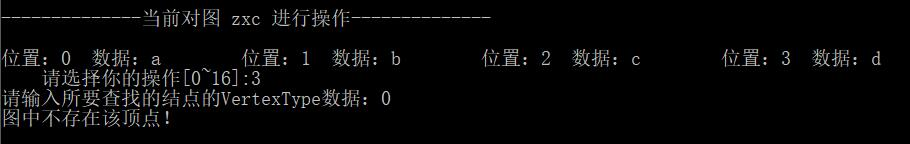 --------------当前对图 zxc 进行操作--------------
位置：0 数据：a 位置：1 数据：b 位置：2 数据：c 位置：3 数据：d
请选择你的操作[0~16]:3
请输入所要查找的结点的VertexType数据：0
图中不存在该顶点！